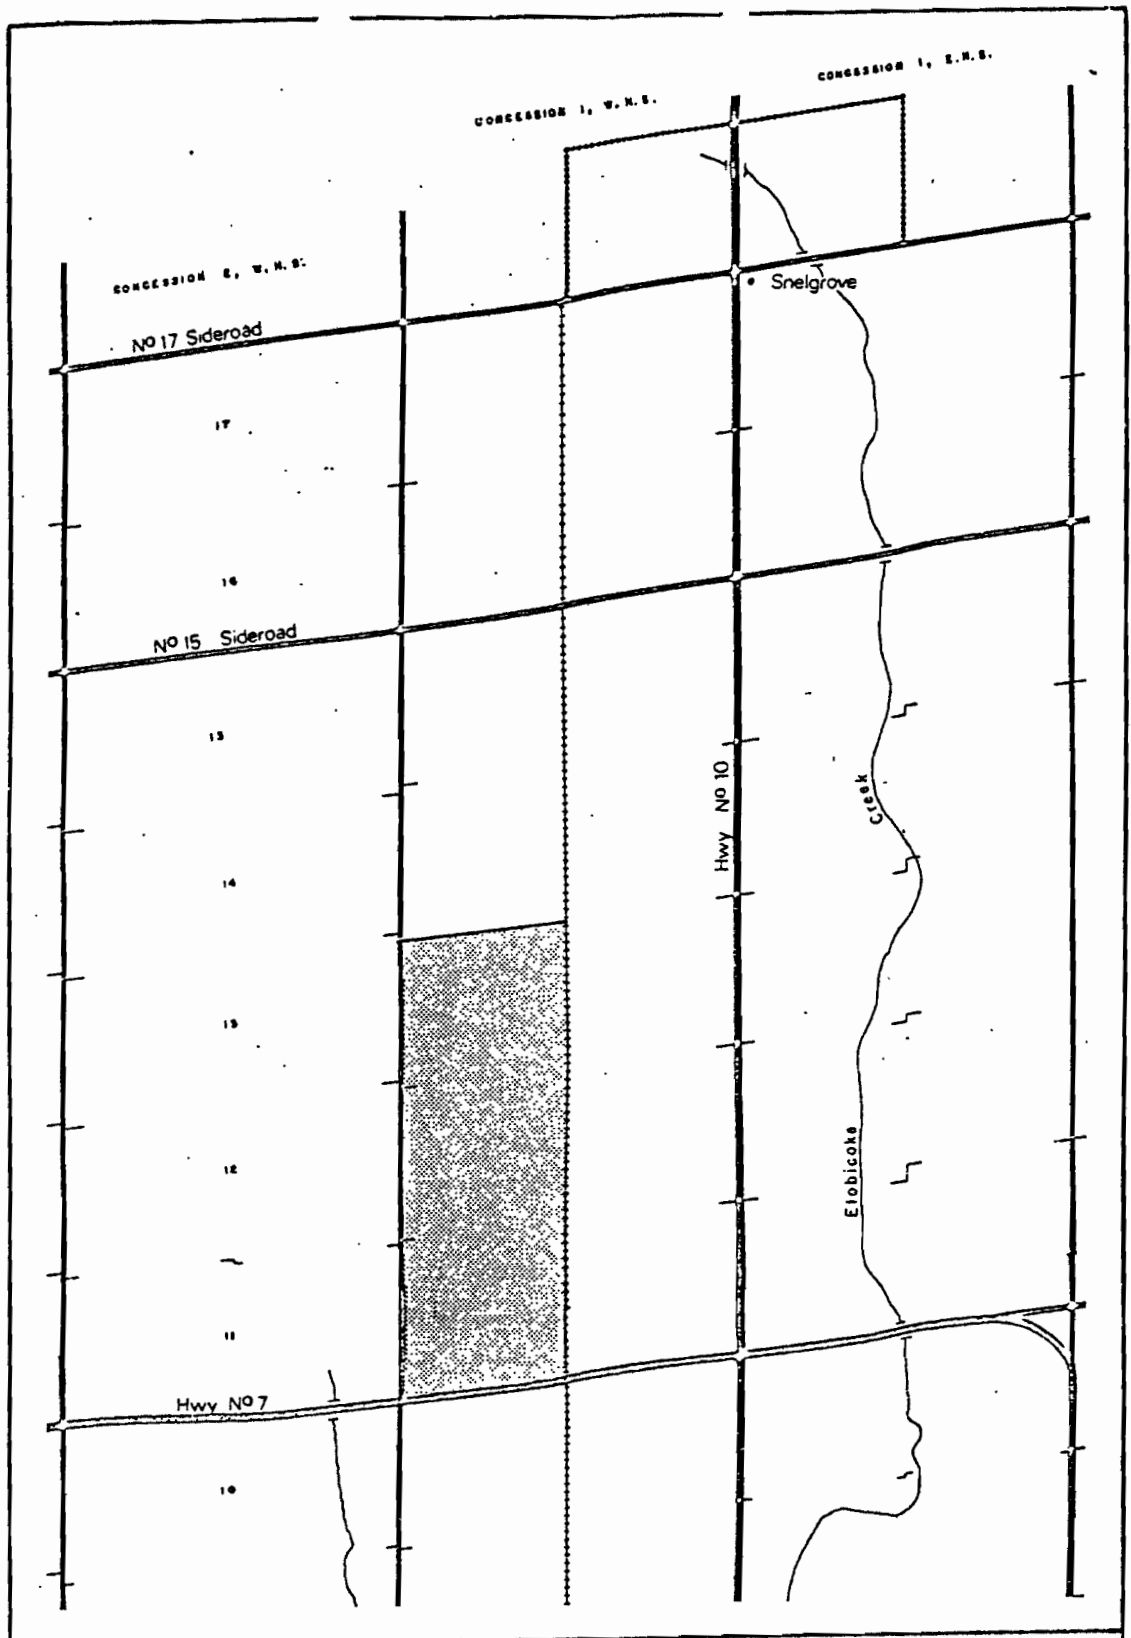 CONCESSION 1, E.H.S.
CONCESSION 1, W.H.S.
CONCESSION 2, W.H.S.
Snelgrove
No 17 Sideroad
17
16
No 15 Sideroad
15
Hwy No 10
Creek
14
13
Etobicoke
12
11
Hwy No 7
10